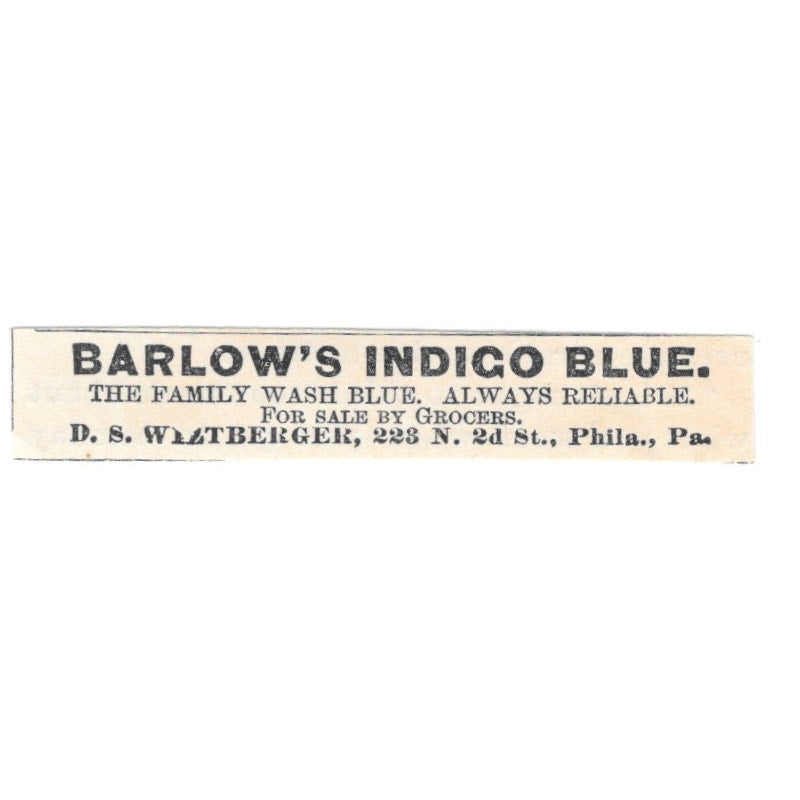 BARLOW'S INDIGO BLUE.
THE FAMILY WASH BLUE. ALWAYS RELIABLE.
FOR SALE BY GROCERS.
D. S. WILTBERGER, 223 N. 2d St., Phila., Pa.